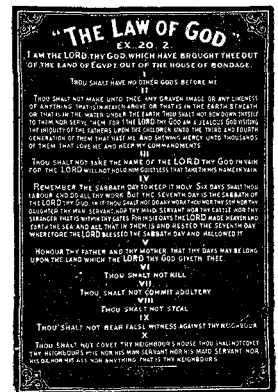 "THE LAW OF GOD"
EX. 20. 2.
I AM THE LORD THY GOD, WHICH HAVE BROUGHT THEE OUT
OF THE LAND OF EGYPT OUT OF THE HOUSE OF BONDAGE.
I
THOU SHALT HAVE NO OTHER GODS BEFORE ME
II
THOU SHALT NOT MAKE UNTO THEE ANY GRAVEN IMAGE OR ANY LIKENESS
OF ANYTHING THAT IS IN HEAVEN ABOVE OR THAT IS IN THE EARTH BENEATH
OR THAT IS IN THE WATER UNDER THE EARTH. THOU SHALT NOT BOW DOWN THYSELF
TO THEM NOR SERVE THEM FOR I THE LORD THY GOD AM A JEALOUS GOD VISITING
THE INIQUITY OF THE FATHERS UPON THE CHILDREN UNTO THE THIRD AND FOURTH
GENERATION OF THEM THAT HATE ME AND SHEWING MERCY UNTO THOUSANDS
OF THEM THAT LOVE ME AND KEEP MY COMMANDMENTS
III
THOU SHALT NOT TAKE THE NAME OF THE LORD THY GOD IN VAIN
FOR THE LORD WILL NOT HOLD HIM GUILTLESS THAT TAKETH HIS NAME IN VAIN
IV
REMEMBER THE SABBATH DAY TO KEEP IT HOLY SIX DAYS SHALT THOU
LABOUR AND DO ALL THY WORK BUT THE SEVENTH DAY IS THE SABBATH OF
THE LORD THY GOD. IN IT THOU SHALT NOT DO ANY WORK THOU NOR THY SON NOR THY
DAUGHTER THY MAN SERVANT, NOR THY MAID SERVANT NOR THY CATTLE NOR THY
STRANGER THAT IS WITHIN THY GATES FOR IN SIX DAYS THE LORD MADE HEAVEN AND
EARTH THE SEA AND ALL THAT IN THEM IS AND RESTED THE SEVENTH DAY
WHEREFORE THE LORD BLESSED THE SABBATH DAY AND HALLOWED IT
V
HONOUR THY FATHER AND THY MOTHER, THAT THY DAYS MAY BE LONG
UPON THE LAND WHICH THE LORD THY GOD GIVETH THEE.
VI
THOU SHALT NOT KILL
VII
THOU SHALT NOT COMMIT ADULTERY
VIII
THOU SHALT NOT STEAL
IX
THOU SHALT NOT BEAR FALSE WITNESS AGAINST THY NEIGHBOUR
X
THOU SHALT NOT COVET THY NEIGHBOURS HOUSE THOU SHALT NOT COVET
THY NEIGHBOURS WIFE NOR HIS MAN SERVANT NOR HIS MAID SERVANT NOR
HIS OX, NOR HIS ASS NOR ANYTHING THAT IS THY NEIGHBOURS